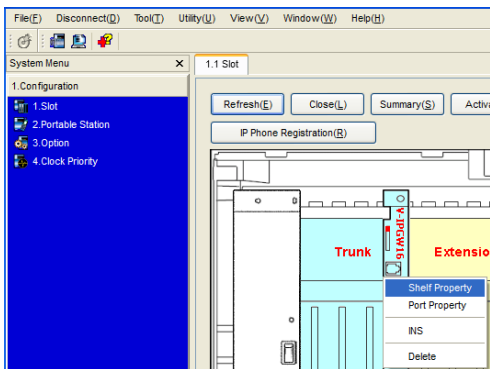 File(F) Disconnect(D) Tool(T) Utility(U) View(V) Window(W) Help(H)
System Menu
1.1 Slot
1.Configuration
1.Slot
2.Portable Station
3.Option
4.Clock Priority
Refresh(E) Close(L) Summary(S) Activa
IP Phone Registration(R)
V-IPGW16
Trunk
Extensio
Shelf Property
Port Property
INS
Delete